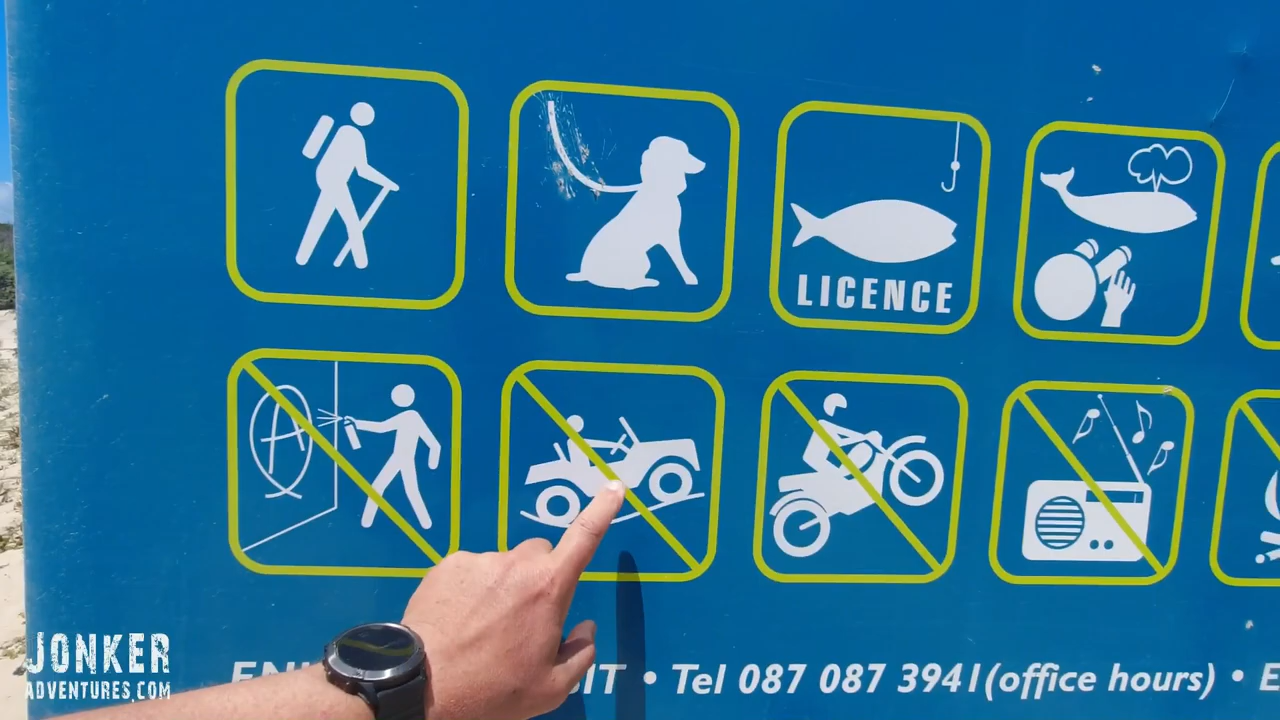 LICENCE
• Tel 087 087 3941 (office hours) •
JONKER
ADVENTURES.COM